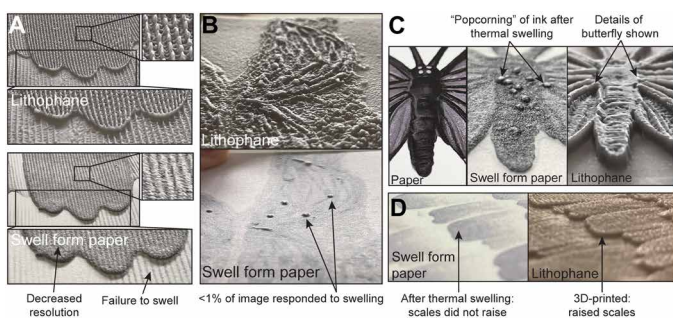 A
Lithophane
Swell form paper
Decreased
resolution
Failure to swell
B
Lithophane
Swell form paper
<1% of image responded to swelling
C
“Popcorning” of ink after
thermal swelling
Details of
butterfly shown
Paper
Swell form paper
Lithophane
D
Swell form
paper
Lithophane
After thermal swelling:
scales did not raise
3D-printed:
raised scales